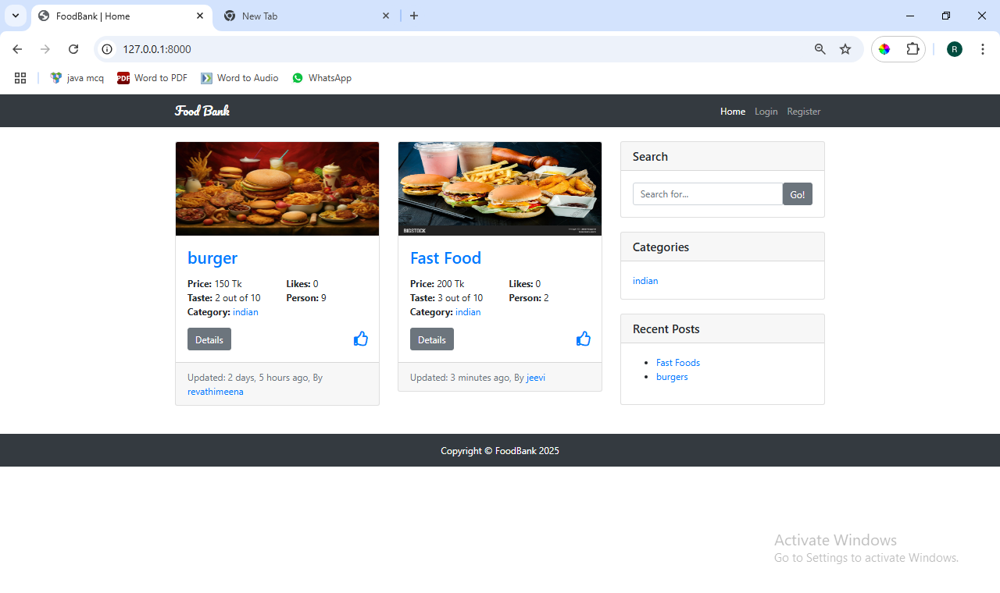 FoodBank | Home
New Tab
127.0.0.1:8000
R
java mcq
PDF
Word to PDF
Word to Audio
WhatsApp
Food Bank
Home
Login
Register
burger
Price: 150 Tk
Likes: 0
Taste: 2 out of 10
Person: 9
Category: indian
Details
Updated: 2 days, 5 hours ago, By
revathimeena
BIGSTOCK
Fast Food
Price: 200 Tk
Likes: 0
Taste: 3 out of 10
Person: 2
Category: indian
Details
Updated: 3 minutes ago, By jeevi
Search
Search for...
Go!
Categories
indian
Recent Posts
Fast Foods
burgers
Copyright © FoodBank 2025
Activate Windows
Go to Settings to activate Windows.